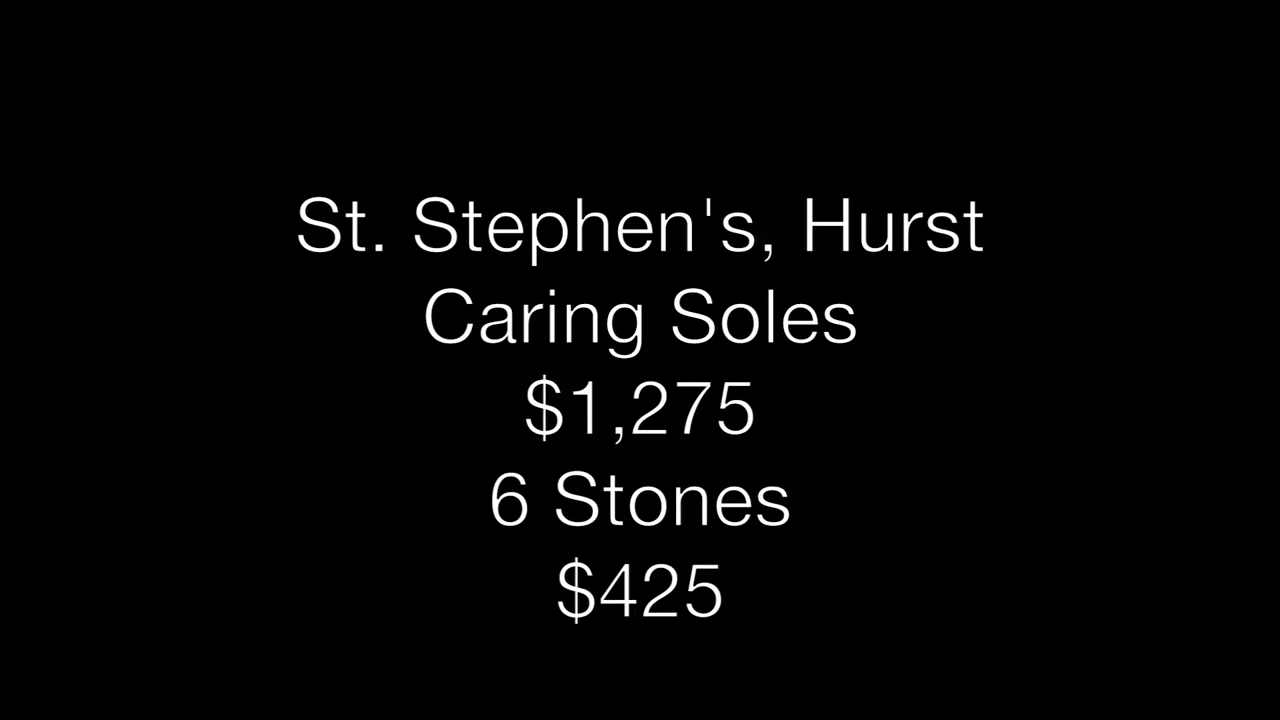 St. Stephen's, Hurst
Caring Soles
$1,275
6 Stones
$425